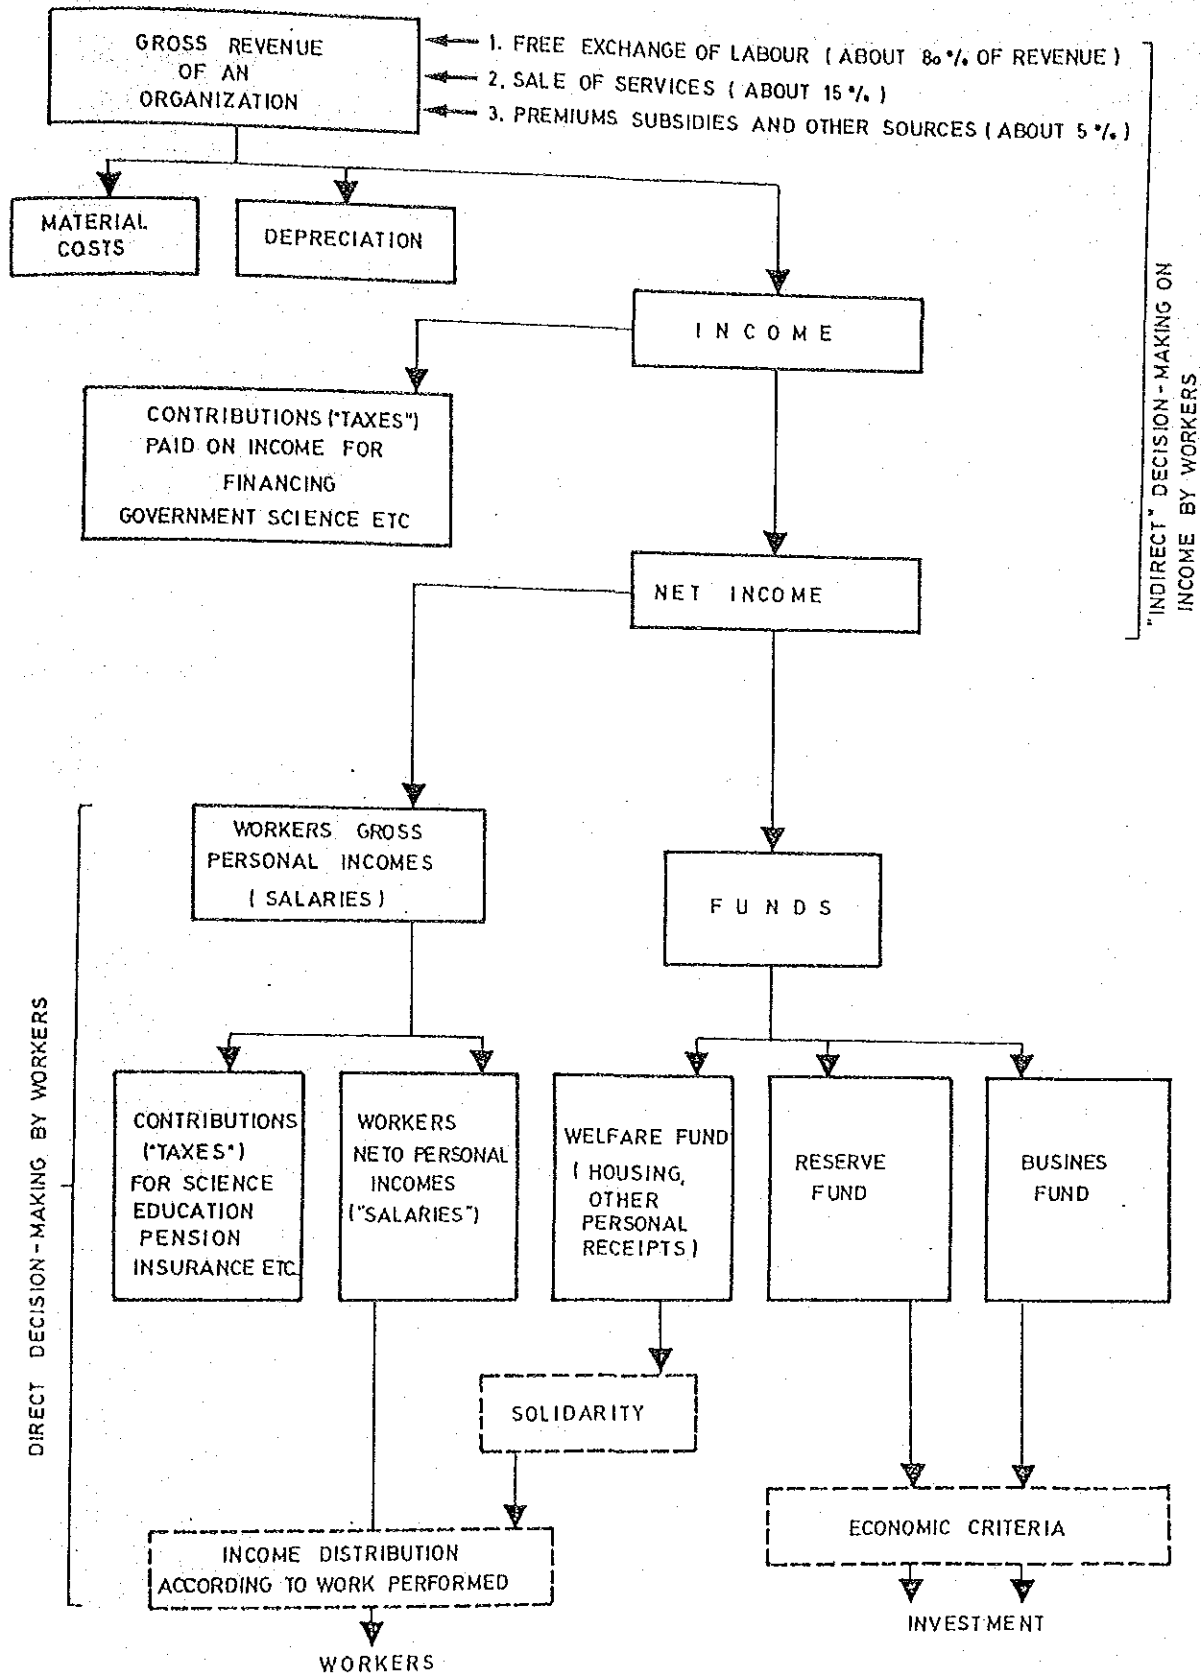 GROSS REVENUE
OF AN
ORGANIZATION
1. FREE EXCHANGE OF LABOUR (ABOUT 80% OF REVENUE)
2. SALE OF SERVICES (ABOUT 15%)
3. PREMIUMS SUBSIDIES AND OTHER SOURCES (ABOUT 5%)
MATERIAL
COSTS
DEPRECIATION
INCOME
CONTRIBUTIONS ("TAXES")
PAID ON INCOME FOR
FINANCING
GOVERNMENT SCIENCE ETC
NET INCOME
"INDIRECT" DECISION-MAKING ON
INCOME BY WORKERS
WORKERS GROSS
PERSONAL INCOMES
(SALARIES)
FUNDS
CONTRIBUTIONS
("TAXES")
FOR SCIENCE
EDUCATION
PENSION
INSURANCE ETC.
WORKERS
NETO PERSONAL
INCOMES
("SALARIES")
WELFARE FUND
(HOUSING,
OTHER
PERSONAL
RECEIPTS)
RESERVE
FUND
BUSINES
FUND
DIRECT DECISION-MAKING BY WORKERS
SOLIDARITY
INCOME DISTRIBUTION
ACCORDING TO WORK PERFORMED
ECONOMIC CRITERIA
INVESTMENT
WORKERS